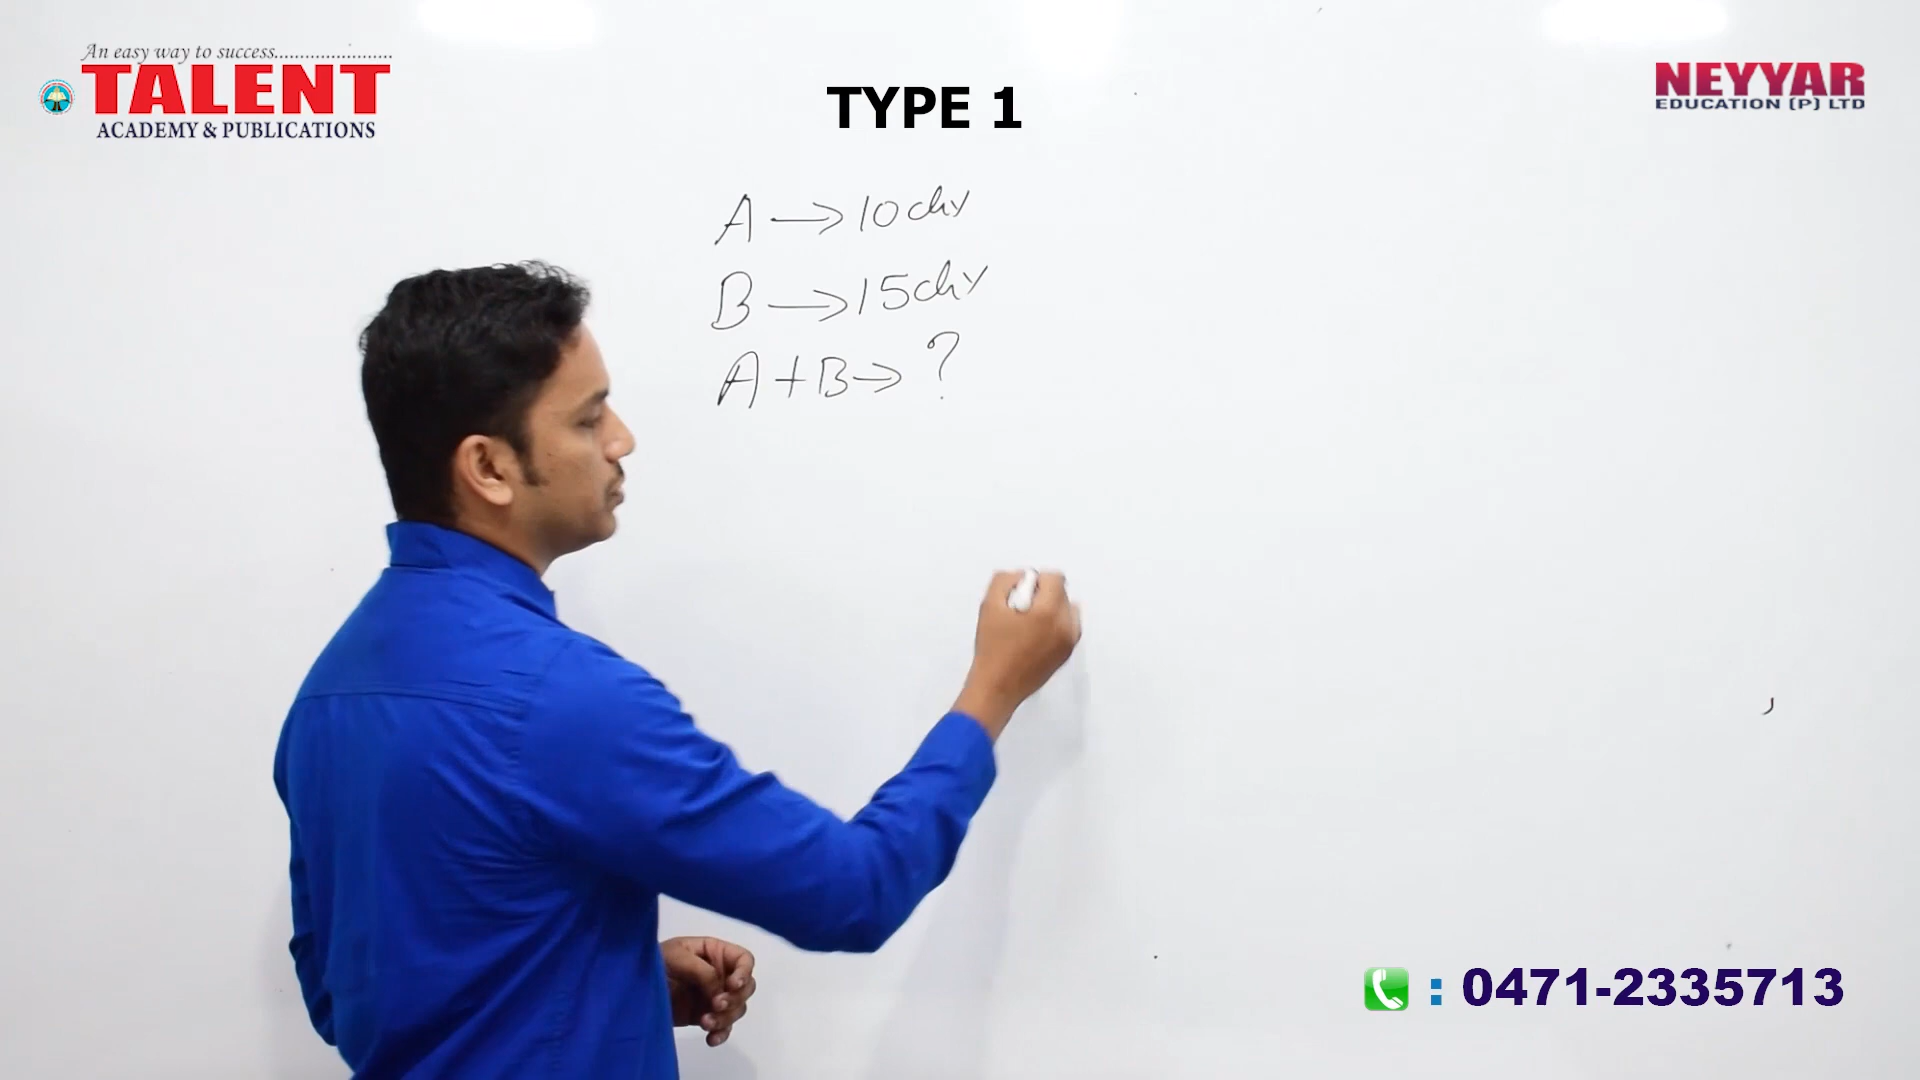 An easy way to success........................
TALENT
ACADEMY & PUBLICATIONS
TYPE 1
NEYYAR
EDUCATION (P) LTD
A → 10 day
B → 15 day
A + B → ?
: 0471-2335713